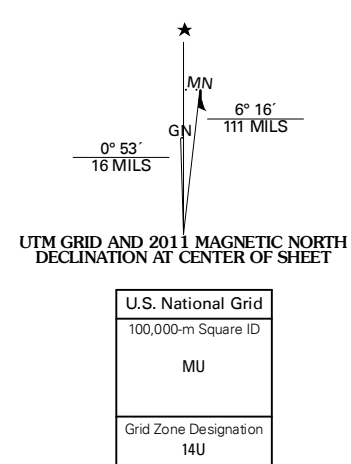 MN
6° 16´
111 MILS
GN
0° 53´
16 MILS
UTM GRID AND 2011 MAGNETIC NORTH
DECLINATION AT CENTER OF SHEET
U.S. National Grid
100,000-m Square ID
MU
Grid Zone Designation
14U